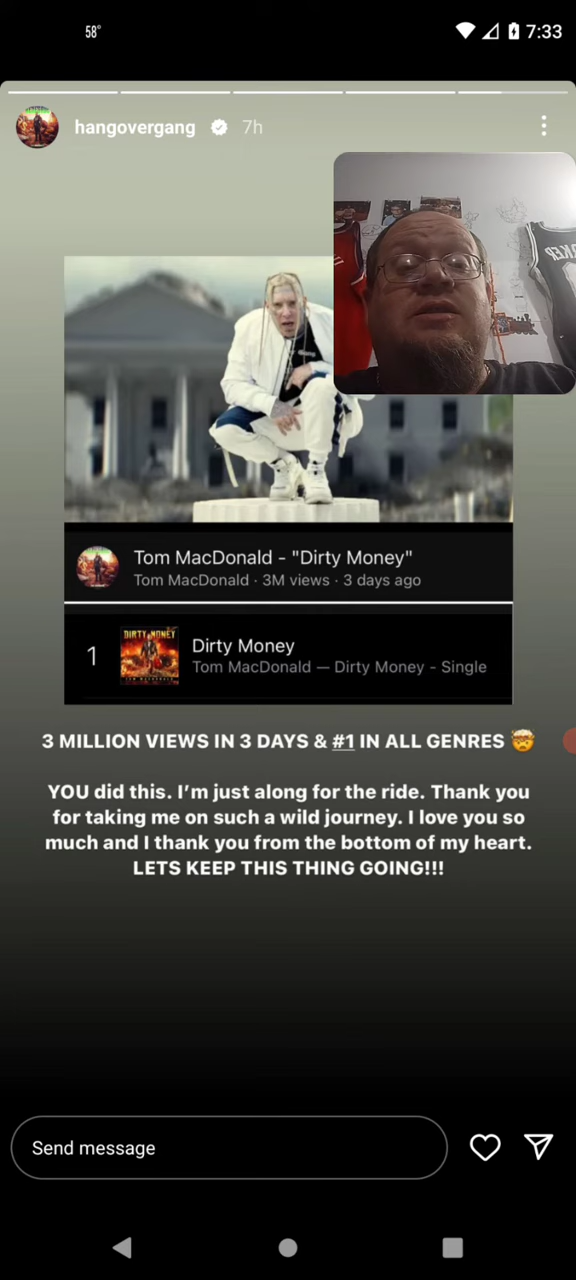 58°
7:33
hangovergang 7h
Tom MacDonald - "Dirty Money"
Tom MacDonald · 3M views · 3 days ago
1
DIRTY MONEY
Dirty Money
Tom MacDonald — Dirty Money - Single
3 MILLION VIEWS IN 3 DAYS & #1 IN ALL GENRES 🤯
YOU did this. I’m just along for the ride. Thank you
for taking me on such a wild journey. I love you so
much and I thank you from the bottom of my heart.
LETS KEEP THIS THING GOING!!!
Send message